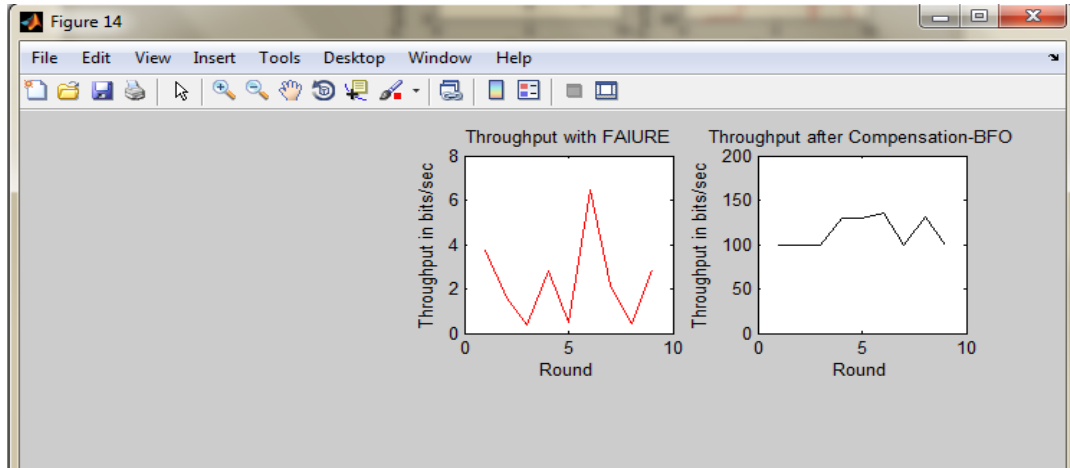 Figure 14
File Edit View Insert Tools Desktop Window Help
Throughput with FAIURE
8
6
4
2
0
0 5 10
Throughput in bits/sec
Round
Throughput after Compensation-BFO
200
150
100
50
0
0 5 10
Throughput in bits/sec
Round